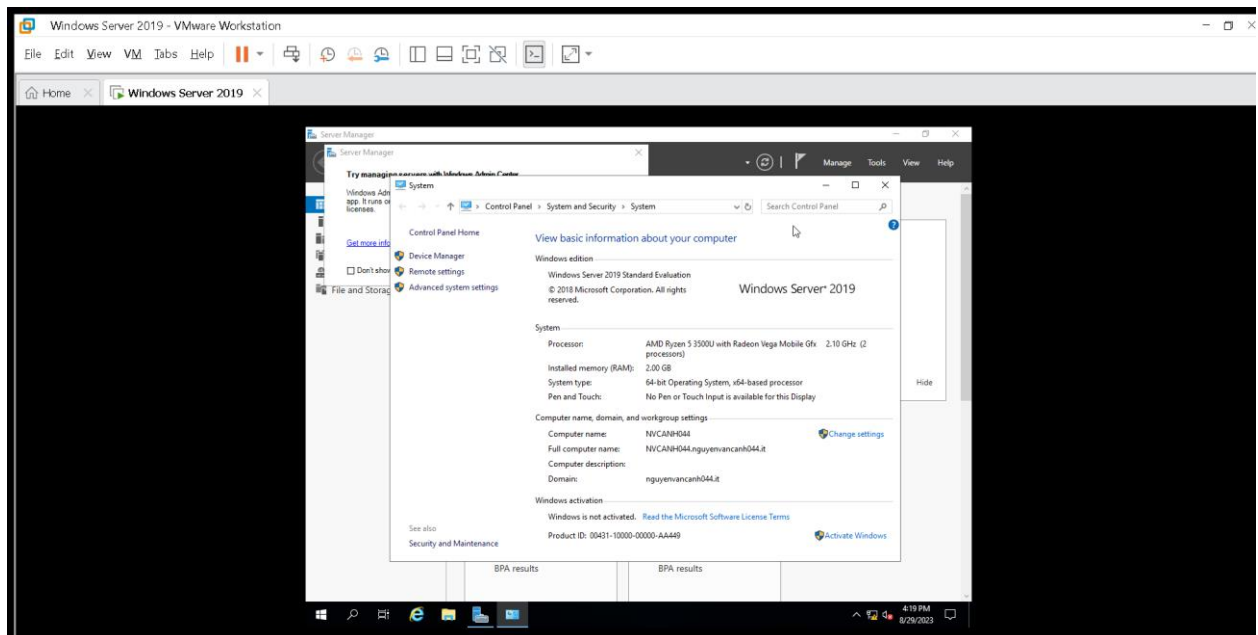 Windows Server 2019 - VMware Workstation
File Edit View VM Tabs Help
Home
Windows Server 2019
Server Manager
Manage Tools View Help
Server Manager
Try managing servers with Windows Admin Center
Windows Adm
app. It runs o
licenses.
Get more info
Don't show
File and Storag
System
Control Panel › System and Security › System
Search Control Panel
Control Panel Home
Device Manager
Remote settings
Advanced system settings
View basic information about your computer
Windows edition
Windows Server 2019 Standard Evaluation
© 2018 Microsoft Corporation. All rights
reserved.
Windows Server 2019
System
Processor: AMD Ryzen 5 3500U with Radeon Vega Mobile Gfx 2.10 GHz (2
processors)
Installed memory (RAM): 2.00 GB
System type: 64-bit Operating System, x64-based processor
Pen and Touch: No Pen or Touch Input is available for this Display
Hide
Computer name, domain, and workgroup settings
Computer name: NVCANH044
Change settings
Full computer name: NVCANH044.nguyenvancanh044.it
Computer description:
Domain: nguyenvancanh044.it
Windows activation
Windows is not activated. Read the Microsoft Software License Terms
Product ID: 00431-10000-00000-AA449
Activate Windows
See also
Security and Maintenance
BPA results
BPA results
4:19 PM
8/29/2023